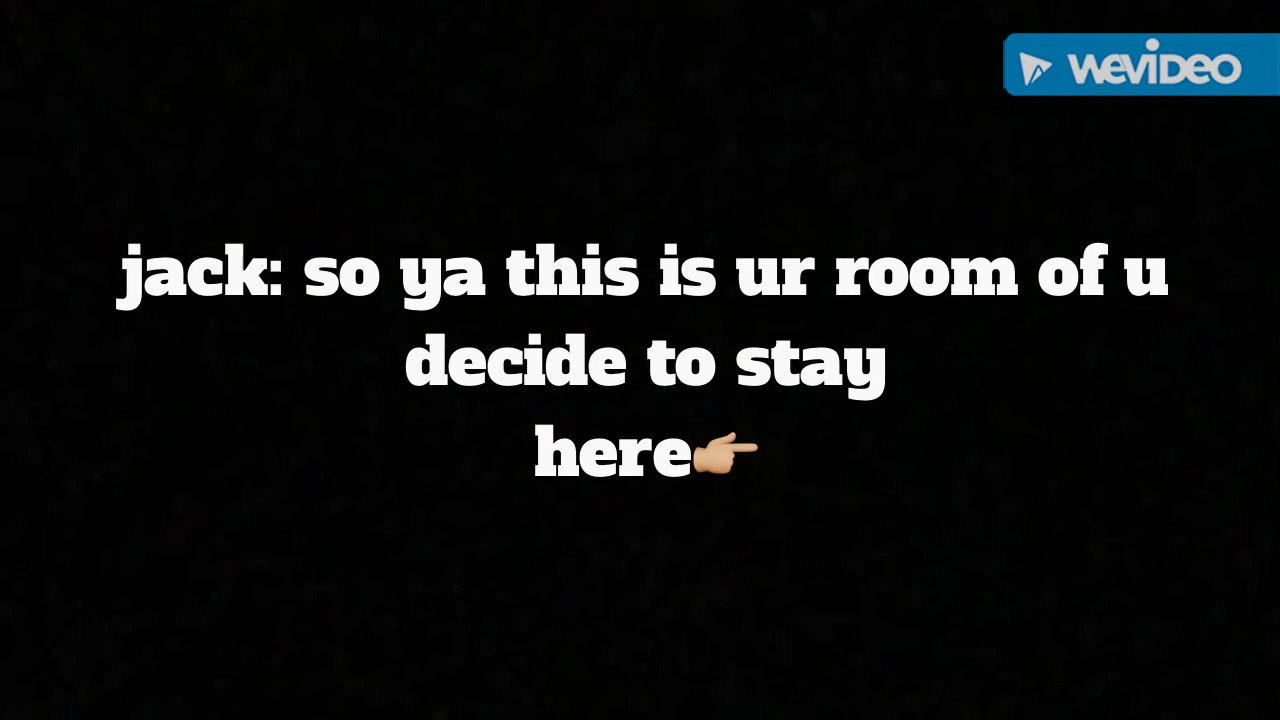 WEVIDEO
jack: so ya this is ur room of u
decide to stay
here👉🏼